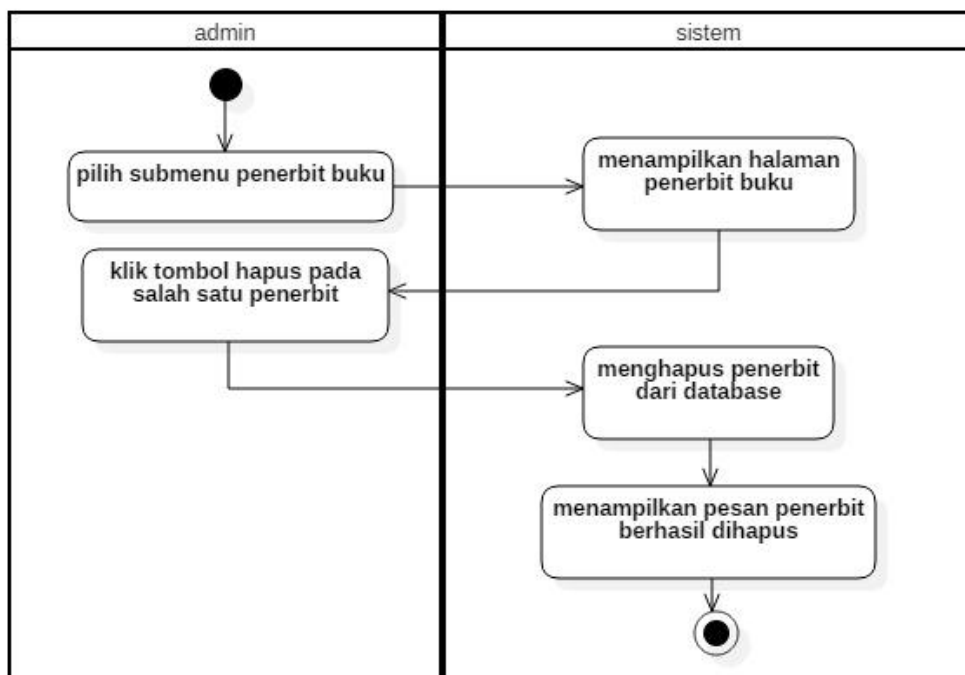 admin
sistem
pilih submenu penerbit buku
menampilkan halaman
penerbit buku
klik tombol hapus pada
salah satu penerbit
menghapus penerbit
dari database
menampilkan pesan penerbit
berhasil dihapus